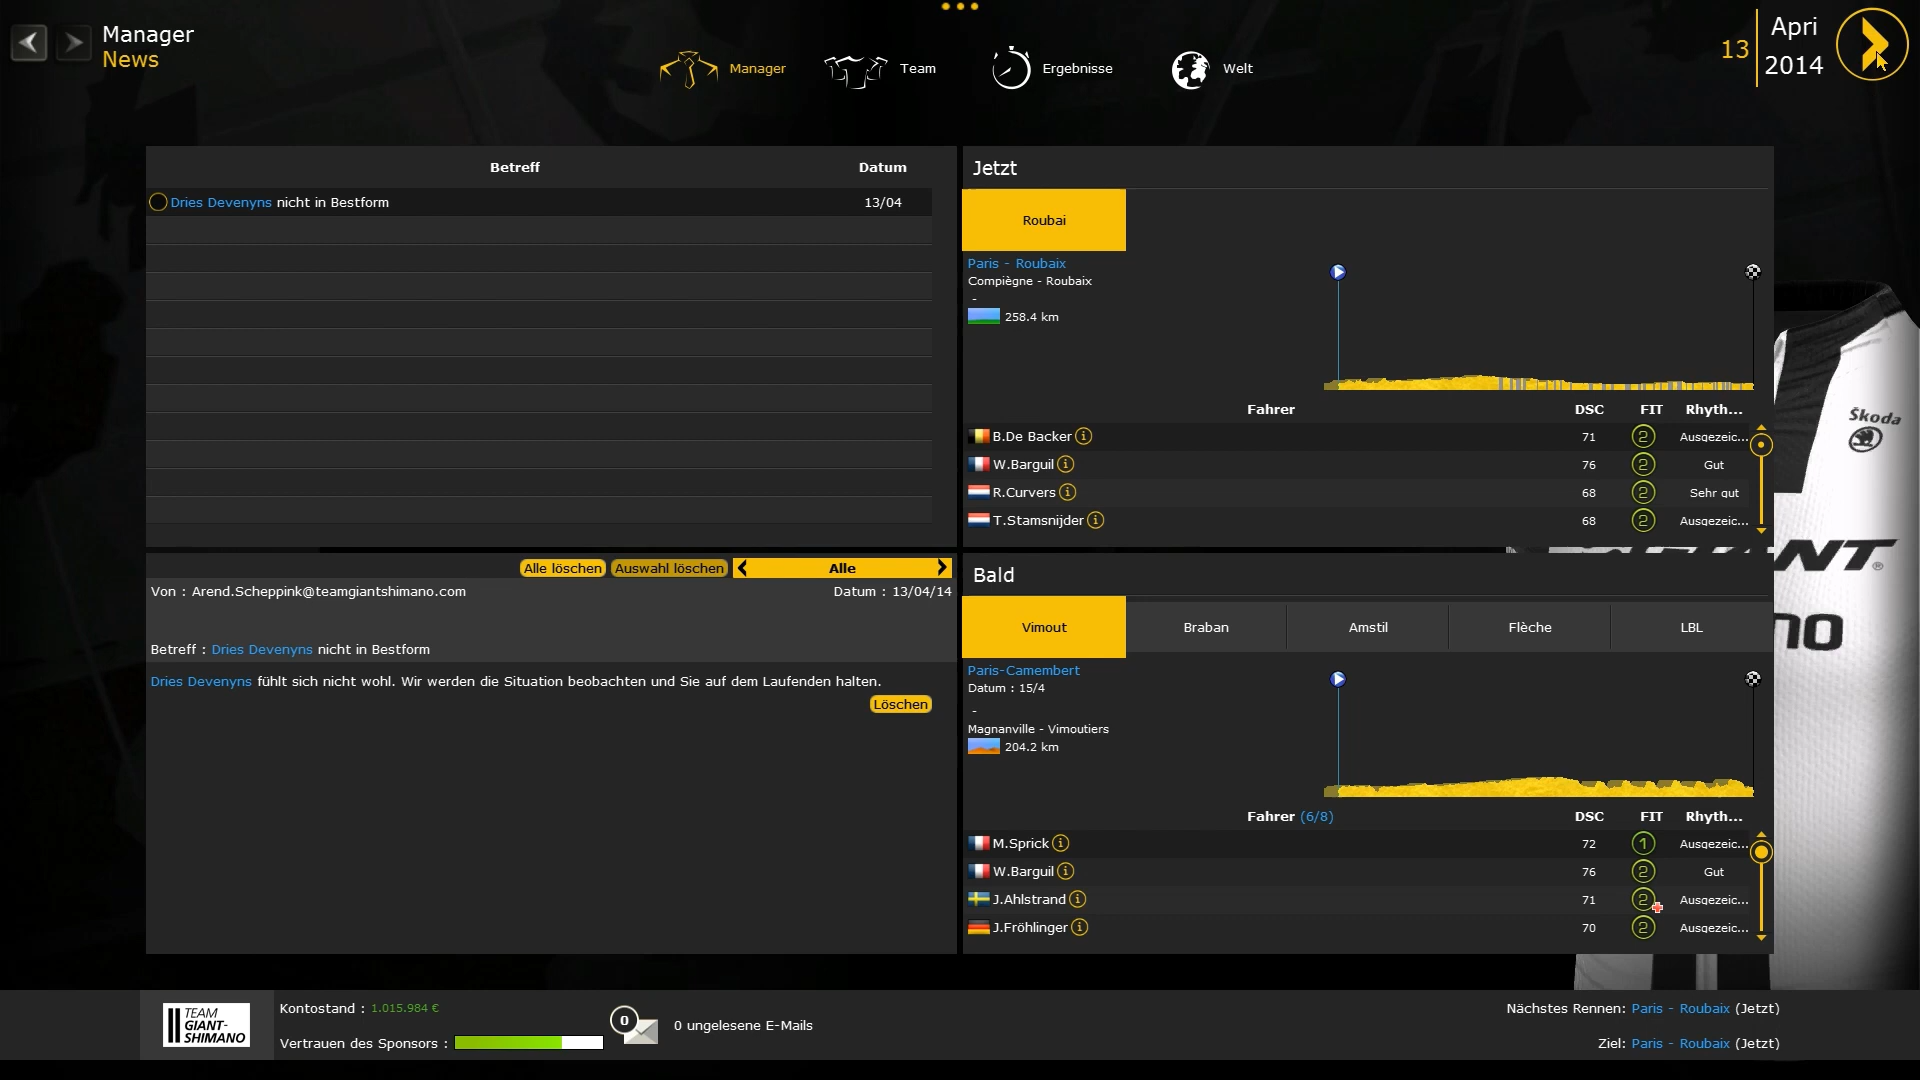 Manager
News
Manager
Team
Ergebnisse
Welt
13
Apri
2014
Betreff Datum
Dries Devenyns nicht in Bestform 13/04
Alle löschen Auswahl löschen Alle
Von : Arend.Scheppink@teamgiantshimano.com Datum : 13/04/14
Betreff : Dries Devenyns nicht in Bestform
Dries Devenyns fühlt sich nicht wohl. Wir werden die Situation beobachten und Sie auf dem Laufenden halten.
Löschen
Jetzt
Roubai
Paris - Roubaix
Compiègne - Roubaix
-
258.4 km
Fahrer DSC FIT Rhyth...
B.De Backer 71 2 Ausgezeic...
W.Barguil 76 2 Gut
R.Curvers 68 2 Sehr gut
T.Stamsnijder 68 2 Ausgezeic...
Bald
Vimout Braban Amstil Flèche LBL
Paris-Camembert
Datum : 15/4
-
Magnanville - Vimoutiers
204.2 km
Fahrer (6/8) DSC FIT Rhyth...
M.Sprick 72 1 Ausgezeic...
W.Barguil 76 2 Gut
J.Ahlstrand 71 2 Ausgezeic...
J.Fröhlinger 70 2 Ausgezeic...
Škoda
NT®
no
TEAM
GIANT-
SHIMANO
Kontostand : 1.015.984 €
Vertrauen des Sponsors :
0
0 ungelesene E-Mails
Nächstes Rennen: Paris - Roubaix (Jetzt)
Ziel: Paris - Roubaix (Jetzt)